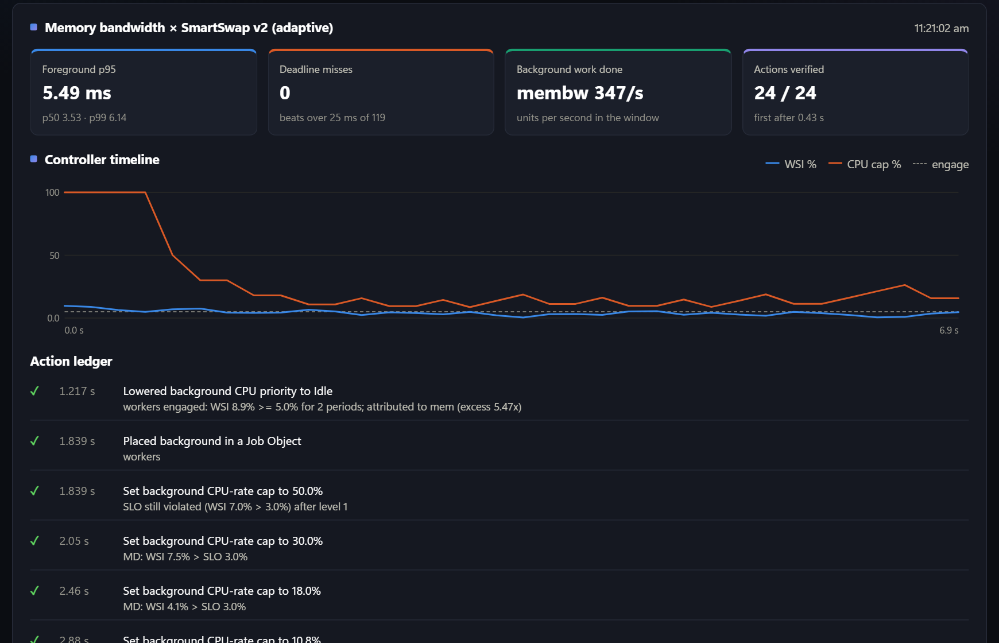 Memory bandwidth × SmartSwap v2 (adaptive)
11:21:02 am
Foreground p95
5.49 ms
p50 3.53 · p99 6.14
Deadline misses
0
beats over 25 ms of 119
Background work done
membw 347/s
units per second in the window
Actions verified
24 / 24
first after 0.43 s
Controller timeline
WSI %
CPU cap %
engage
100
50
0.0
0.0 s
6.9 s
Action ledger
1.217 s
Lowered background CPU priority to Idle
workers engaged: WSI 8.9% >= 5.0% for 2 periods; attributed to mem (excess 5.47x)
1.839 s
Placed background in a Job Object
workers
1.839 s
Set background CPU-rate cap to 50.0%
SLO still violated (WSI 7.0% > 3.0%) after level 1
2.05 s
Set background CPU-rate cap to 30.0%
MD: WSI 7.5% > SLO 3.0%
2.46 s
Set background CPU-rate cap to 18.0%
MD: WSI 4.1% > SLO 3.0%
2.88 s
Set background CPU-rate cap to 10.8%